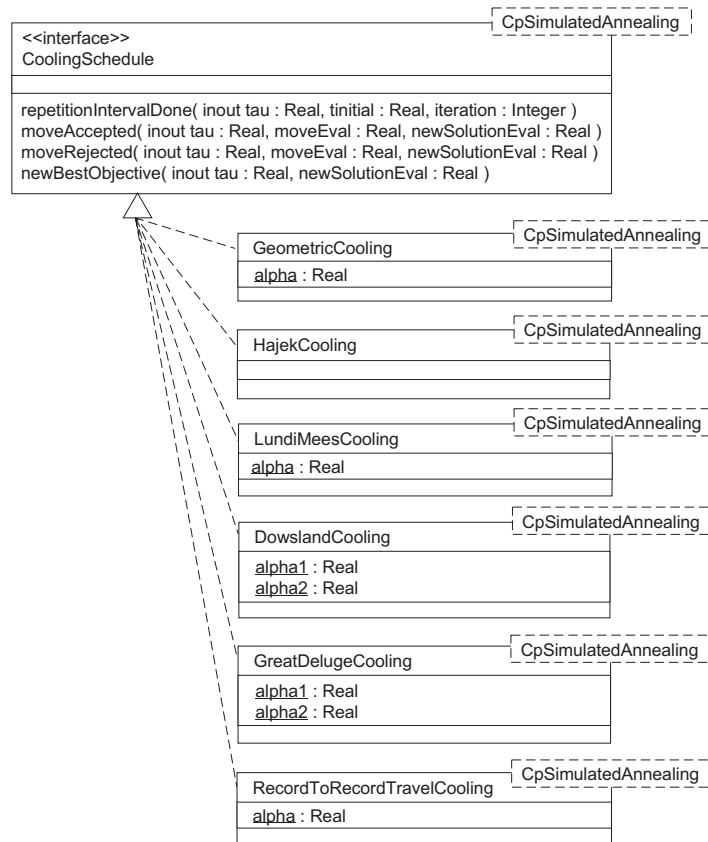 CpSimulatedAnnealing
<<interface>>
CoolingSchedule
repetitionIntervalDone( inout tau : Real, tinitial : Real, iteration : Integer )
moveAccepted( inout tau : Real, moveEval : Real, newSolutionEval : Real )
moveRejected( inout tau : Real, moveEval : Real, newSolutionEval : Real )
newBestObjective( inout tau : Real, newSolutionEval : Real )
CpSimulatedAnnealing
GeometricCooling
alpha : Real
CpSimulatedAnnealing
HajekCooling
CpSimulatedAnnealing
LundiMeesCooling
alpha : Real
CpSimulatedAnnealing
DowslandCooling
alpha1 : Real
alpha2 : Real
CpSimulatedAnnealing
GreatDelugeCooling
alpha1 : Real
alpha2 : Real
CpSimulatedAnnealing
RecordToRecordTravelCooling
alpha : Real